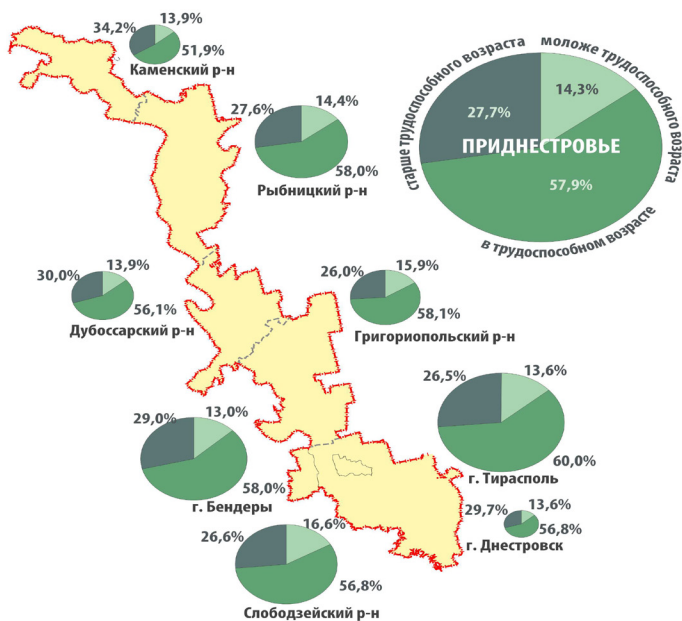 34,2%
13,9%
51,9%
Каменский р-н
старше трудоспособного возраста
моложе трудоспособного возраста
27,7%
14,3%
ПРИДНЕСТРОВЬЕ
57,9%
в трудоспособном возрасте
27,6%
14,4%
58,0%
Рыбницкий р-н
30,0%
13,9%
56,1%
Дубоссарский р-н
26,0%
15,9%
58,1%
Григориопольский р-н
26,5%
13,6%
60,0%
г. Тирасполь
29,0%
13,0%
58,0%
г. Бендеры
29,7%
13,6%
56,8%
г. Днестровск
26,6%
16,6%
56,8%
Слободзейский р-н